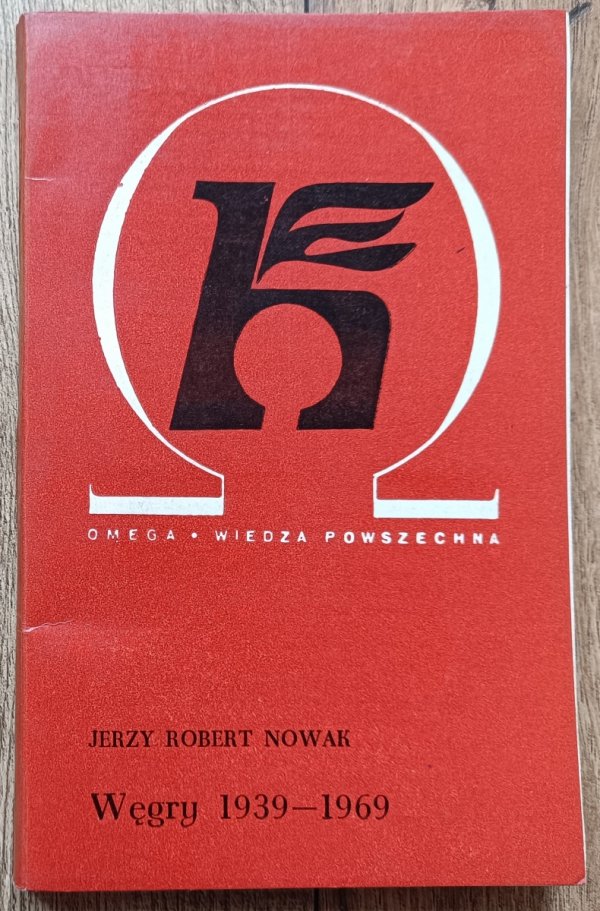 OMEGA • WIEDZA POWSZECHNA
JERZY ROBERT NOWAK
Węgry 1939—1969